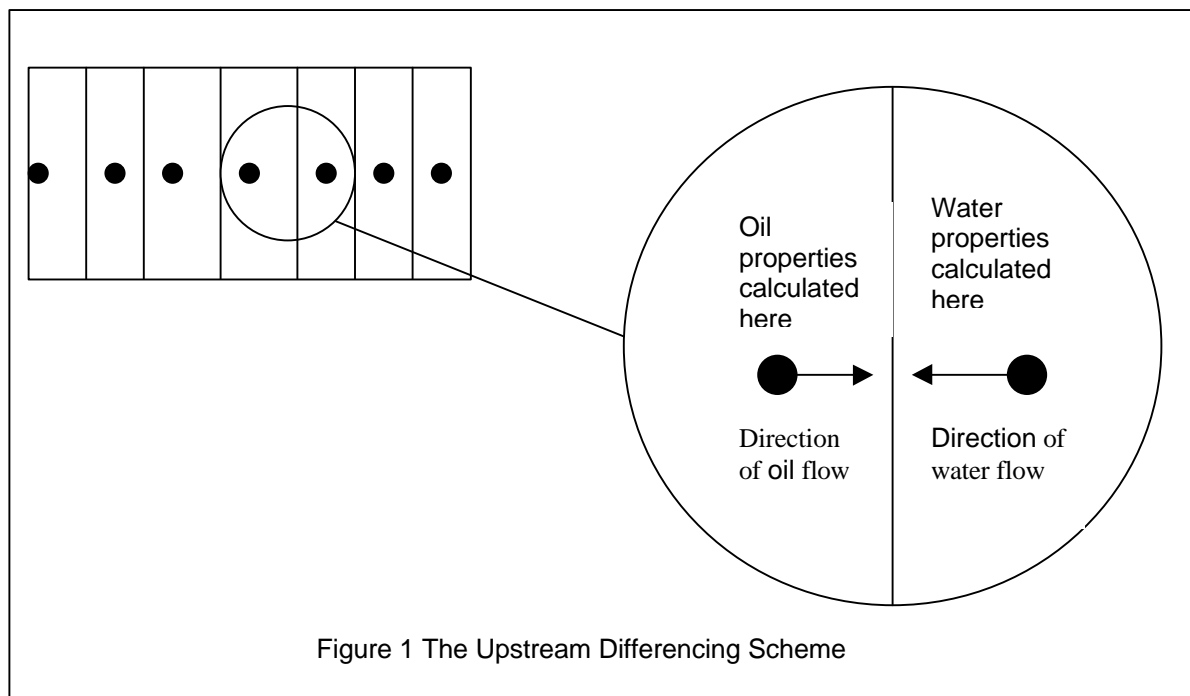 Oil
properties
calculated
here
Water
properties
calculated
here
Direction
of oil flow
Direction of
water flow
Figure 1 The Upstream Differencing Scheme